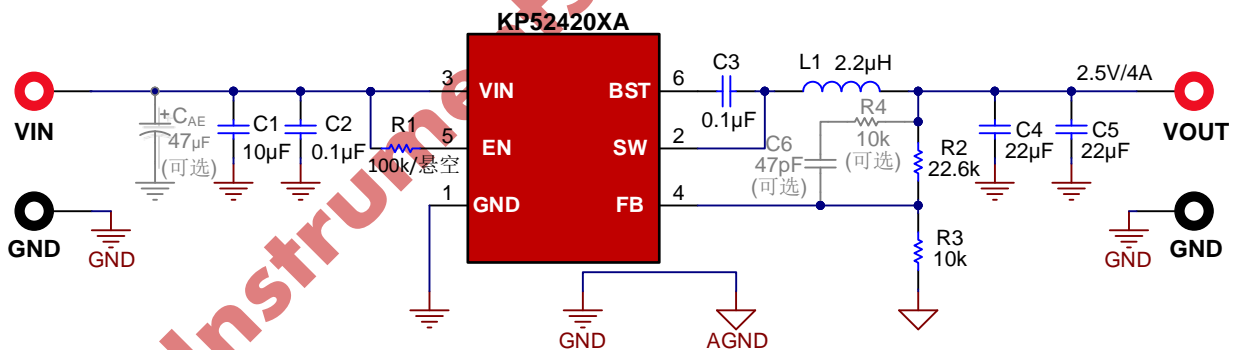 KP52420XA
VIN
GND
+C_AE
47µF
(可选)
GND
C1
10µF
C2
0.1µF
R1
100k/悬空
3
5
1
VIN
EN
GND
BST
SW
FB
6
2
4
C3
0.1µF
L1 2.2µH
R4
10k
(可选)
C6
47pF
(可选)
R2
22.6k
R3
10k
C4
22µF
C5
22µF
2.5V/4A
VOUT
GND
GND
GND
AGND
Instruments